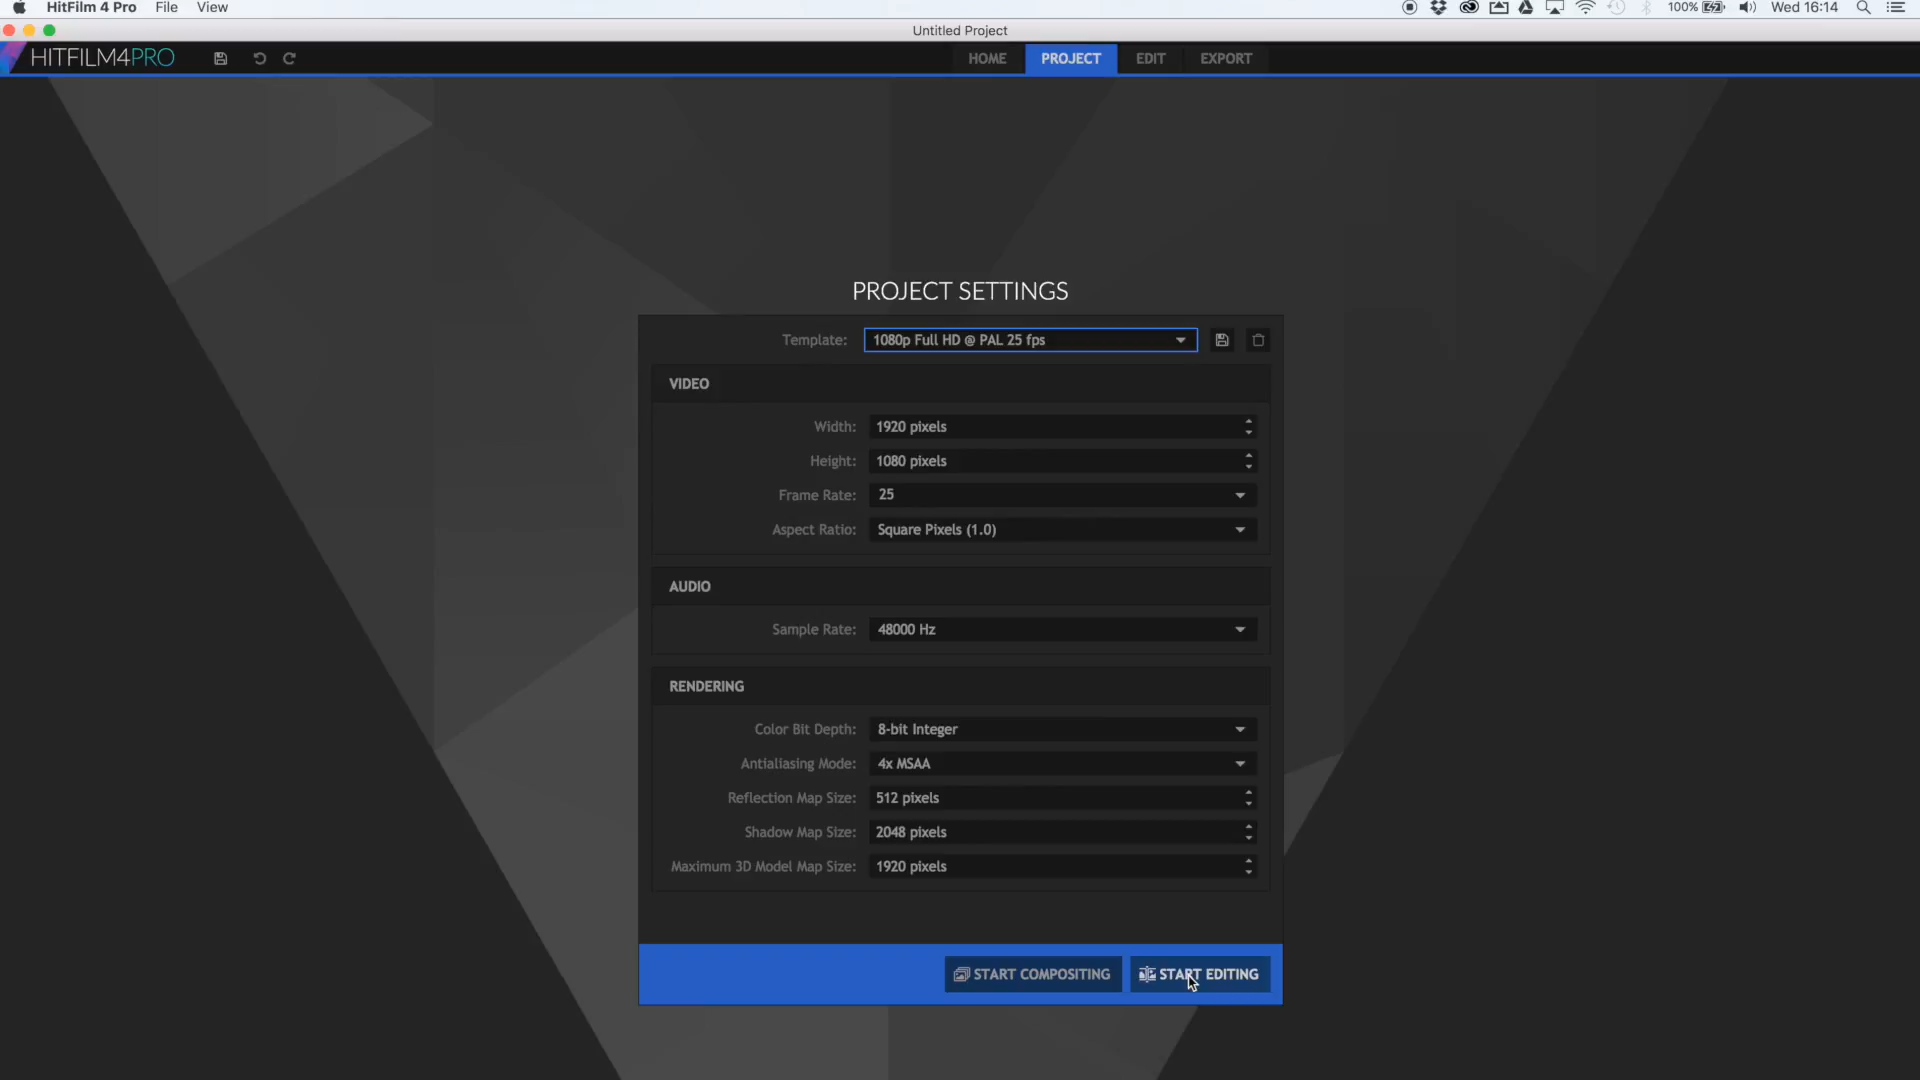 HitFilm 4 Pro File View 100% Wed 16:14
Untitled Project
HITFILM4PRO HOME PROJECT EDIT EXPORT
PROJECT SETTINGS
Template: 1080p Full HD @ PAL 25 fps
VIDEO
Width: 1920 pixels
Height: 1080 pixels
Frame Rate: 25
Aspect Ratio: Square Pixels (1.0)
AUDIO
Sample Rate: 48000 Hz
RENDERING
Color Bit Depth: 8-bit Integer
Antialiasing Mode: 4x MSAA
Reflection Map Size: 512 pixels
Shadow Map Size: 2048 pixels
Maximum 3D Model Map Size: 1920 pixels
START COMPOSITING START EDITING